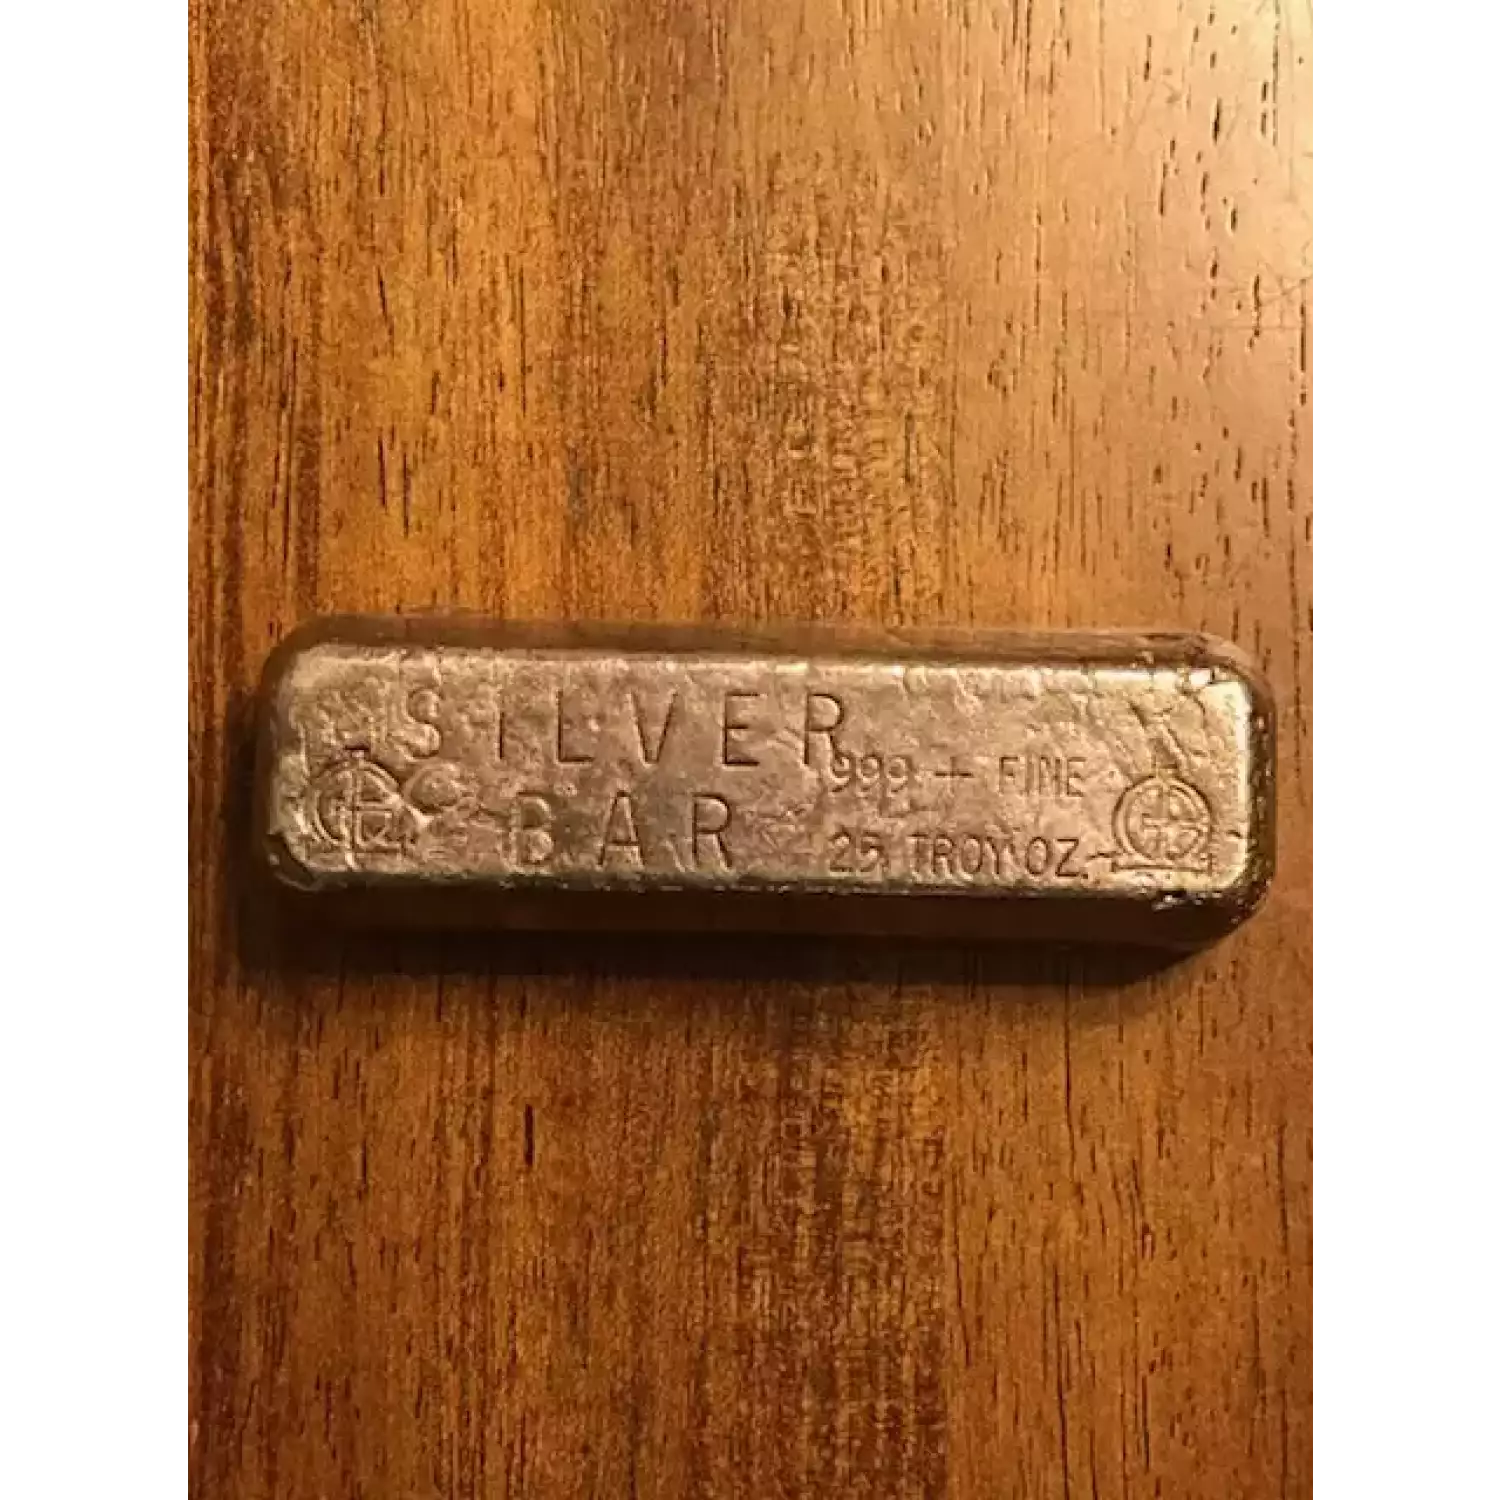 SILVER
BAR
999 + FINE
25 TROY OZ.